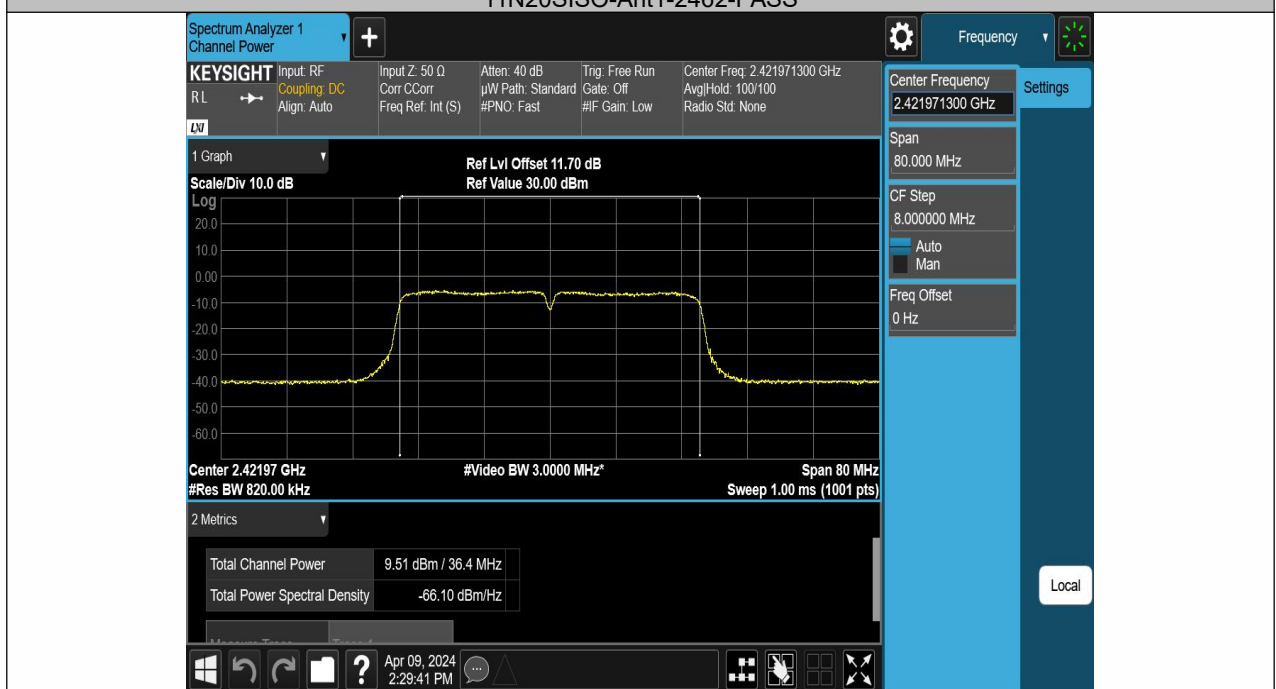 11N20SISO-Ant1-2462-PASS
Spectrum Analyzer 1
Channel Power
Frequency
KEYSIGHT
RL
LXI
Input: RF
Coupling: DC
Align: Auto
Input Z: 50 Ω
Corr CCorr
Freq Ref: Int (S)
Atten: 40 dB
µW Path: Standard
#PNO: Fast
Trig: Free Run
Gate: Off
#IF Gain: Low
Center Freq: 2.421971300 GHz
Avg|Hold: 100/100
Radio Std: None
Center Frequency
2.421971300 GHz
Settings
Span
80.000 MHz
CF Step
8.000000 MHz
Auto
Man
Freq Offset
0 Hz
1 Graph
Scale/Div 10.0 dB
Ref Lvl Offset 11.70 dB
Ref Value 30.00 dBm
Log
20.0
10.0
0.00
-10.0
-20.0
-30.0
-40.0
-50.0
-60.0
Center 2.42197 GHz
#Video BW 3.0000 MHz*
Span 80 MHz
#Res BW 820.00 kHz
Sweep 1.00 ms (1001 pts)
2 Metrics
Total Channel Power 9.51 dBm / 36.4 MHz
Total Power Spectral Density -66.10 dBm/Hz
Local
Apr 09, 2024
2:29:41 PM